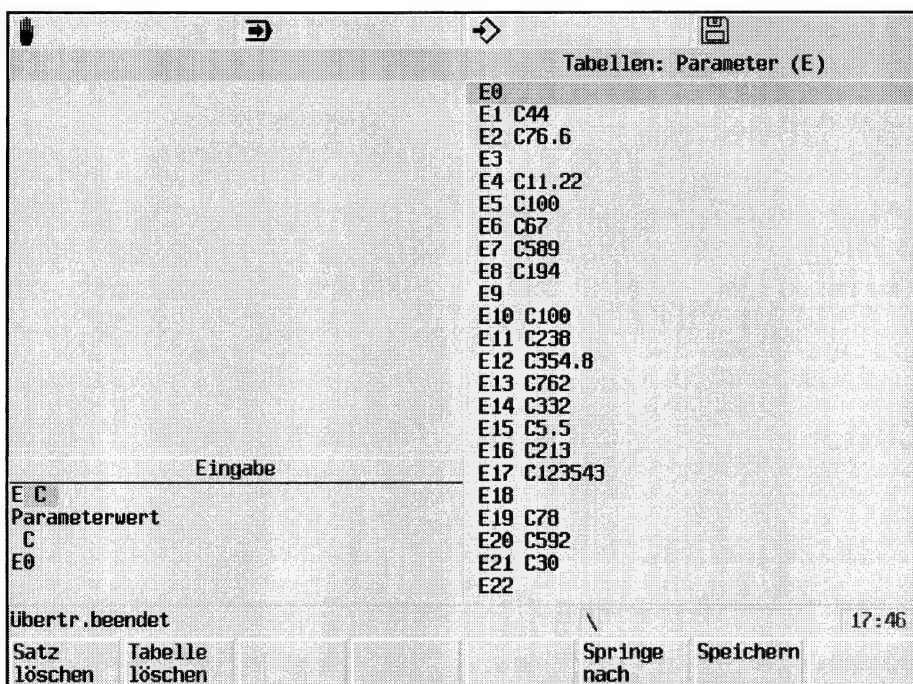 Tabellen: Parameter (E)
E0
E1 C44
E2 C76.6
E3
E4 C11.22
E5 C100
E6 C67
E7 C589
E8 C194
E9
E10 C100
E11 C238
E12 C354.8
E13 C762
E14 C332
E15 C5.5
E16 C213
E17 C123543
E18
E19 C78
E20 C592
E21 C30
E22
Eingabe
E C
Parameterwert
C
E0
übertr.beendet \ 17:46
Satz löschen
Tabelle löschen
Springe nach
Speichern